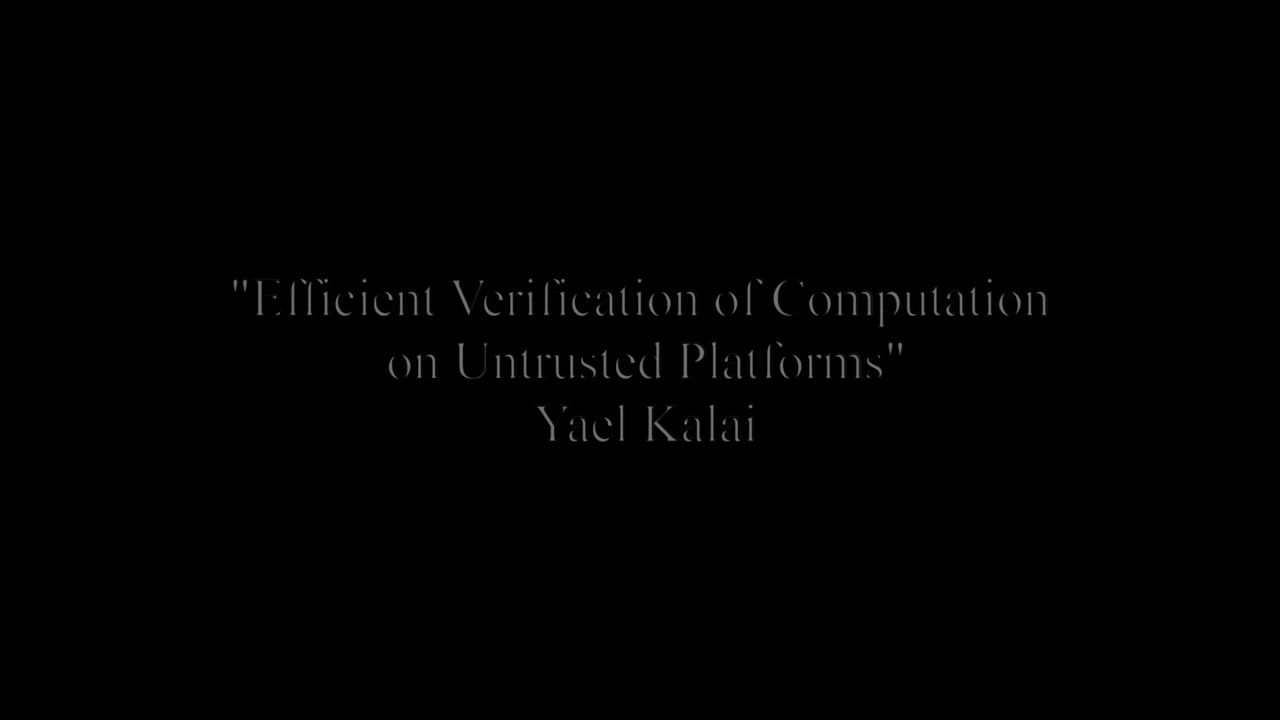 "Efficient Verification of Computation
on Untrusted Platforms"
Yael Kalai